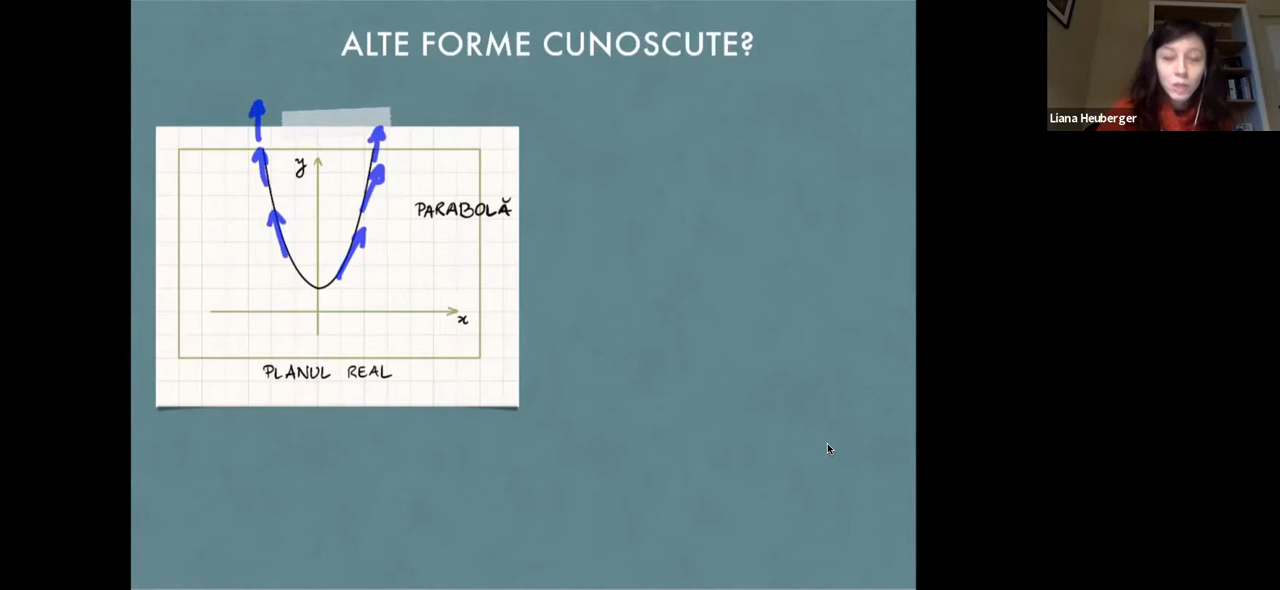 ALTE FORME CUNOSCUTE?
Liana Heuberger
y
PARABOLĂ
x
PLANUL REAL